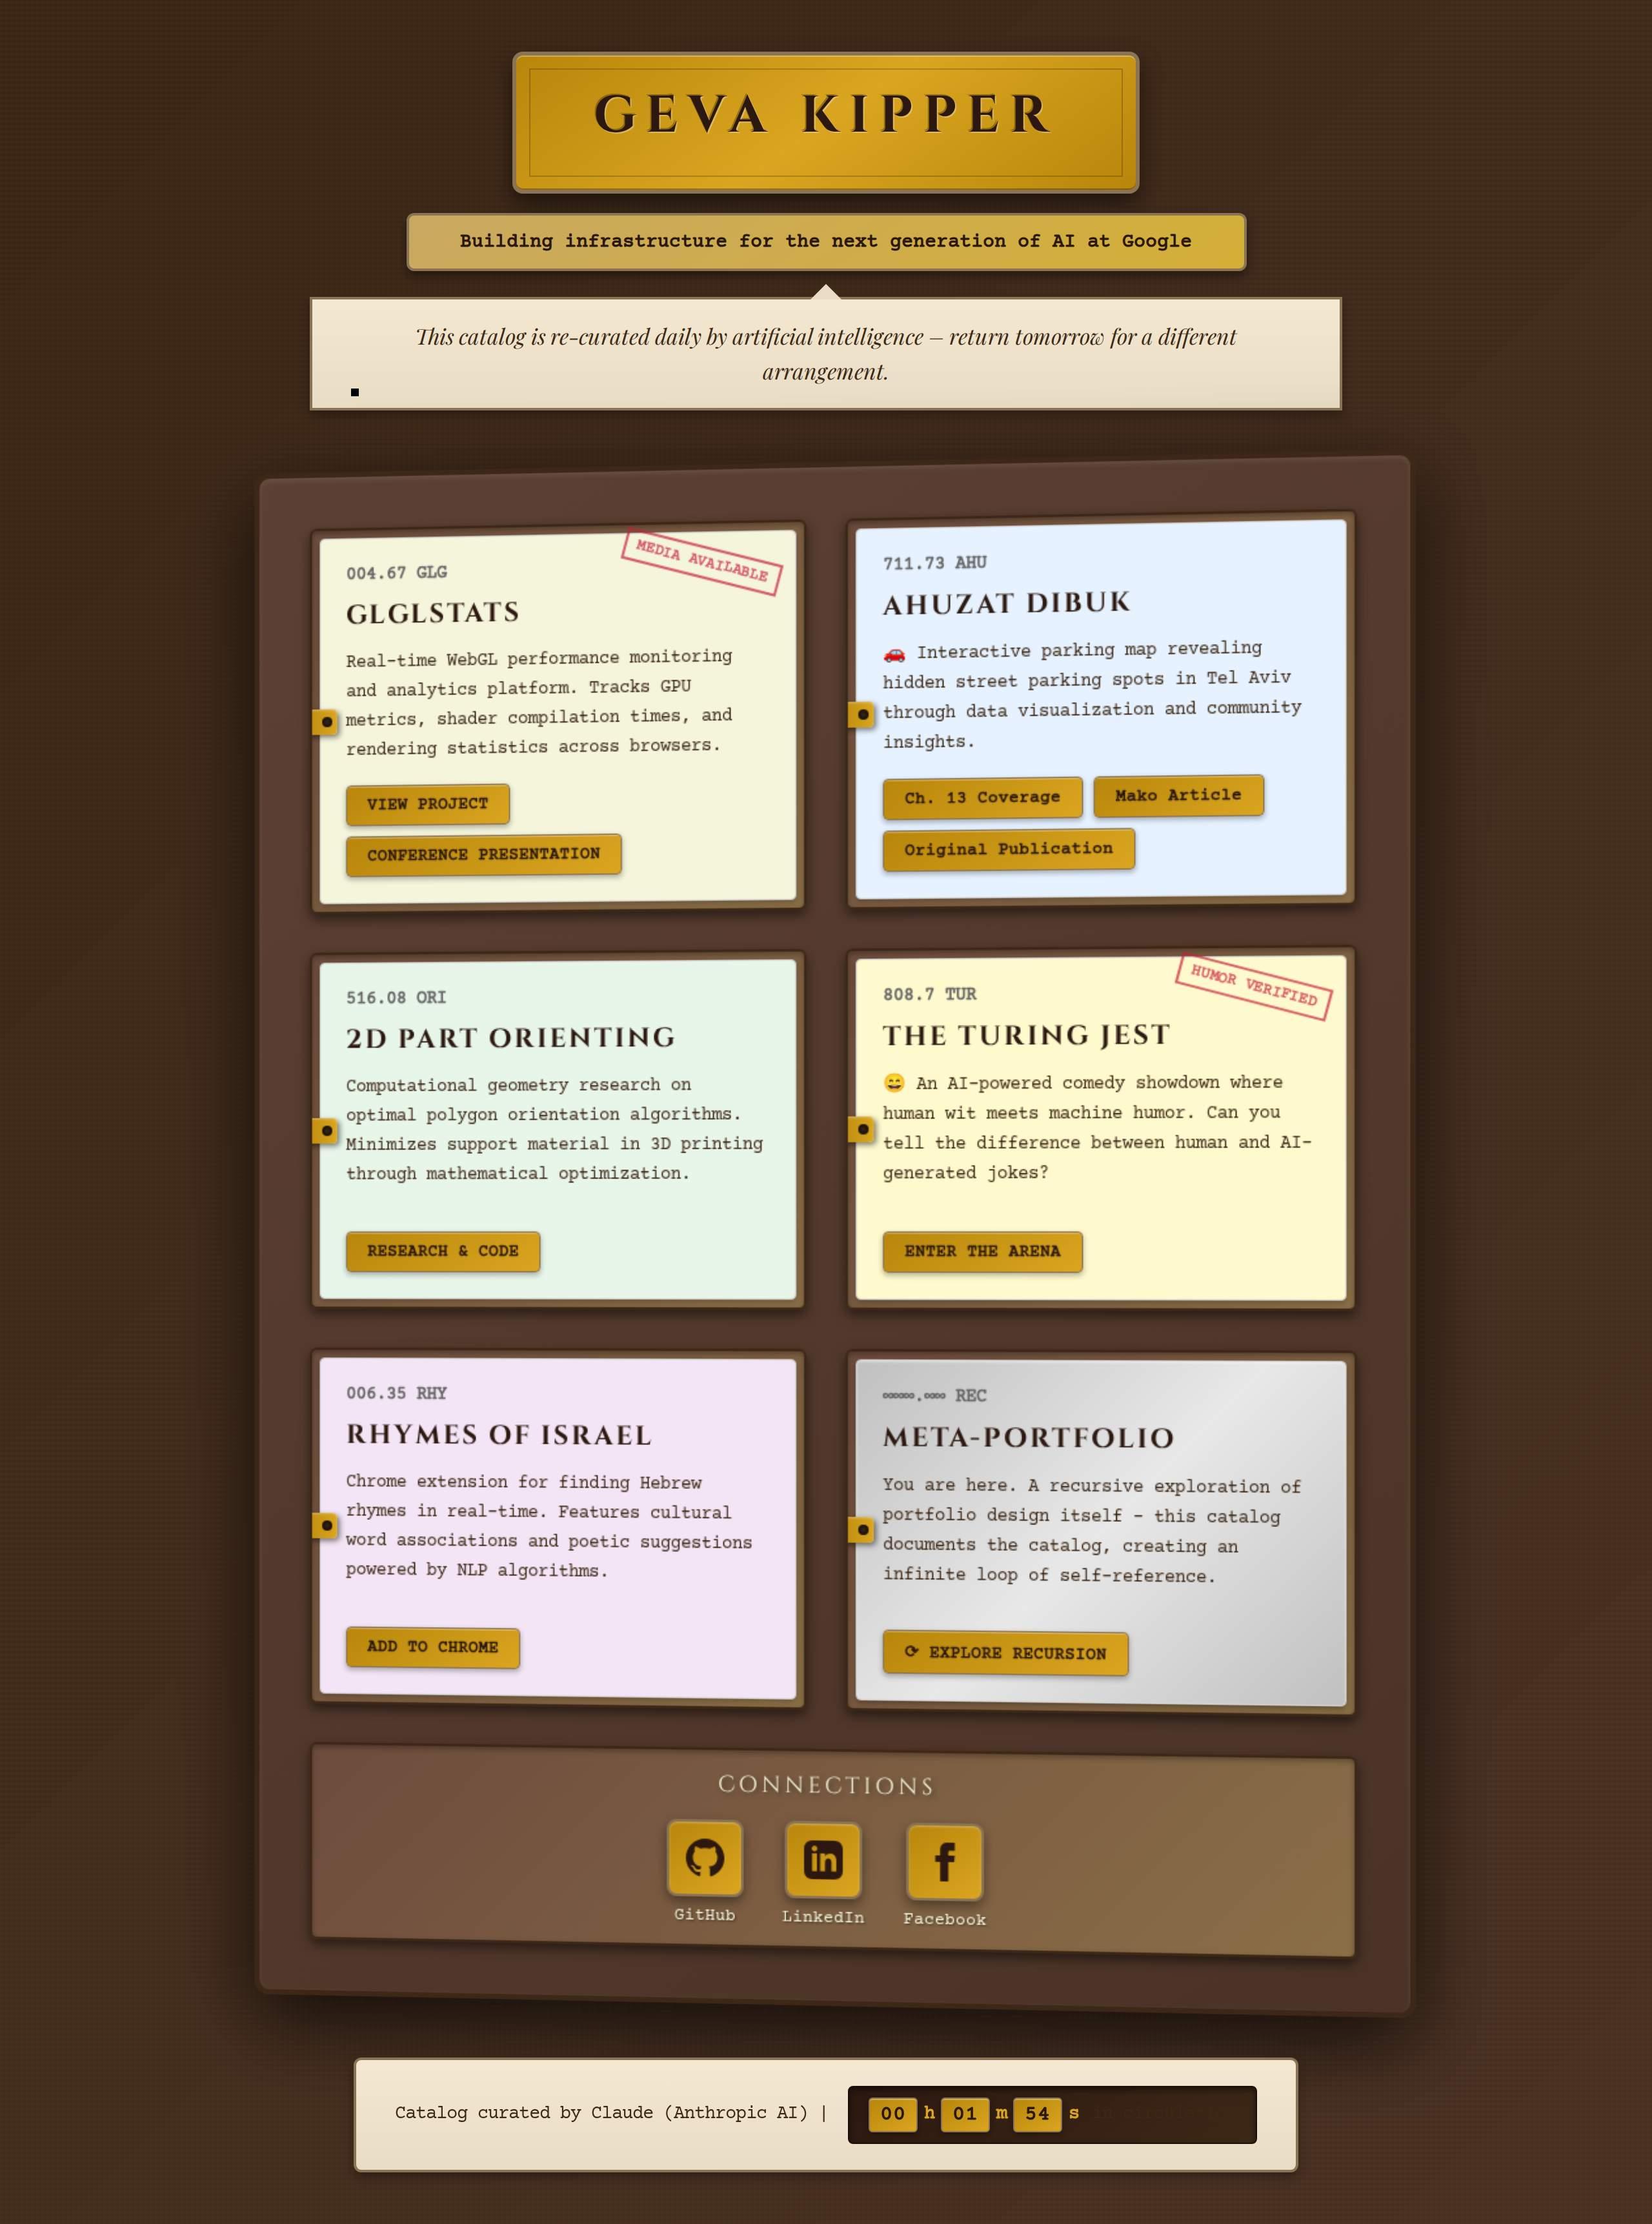 GEVA KIPPER
Building infrastructure for the next generation of AI at Google
This catalog is re-curated daily by artificial intelligence — return tomorrow for a different
arrangement.
MEDIA AVAILABLE
004.67 GLG
GLGLSTATS
Real-time WebGL performance monitoring
and analytics platform. Tracks GPU
metrics, shader compilation times, and
rendering statistics across browsers.
VIEW PROJECT
CONFERENCE PRESENTATION
711.73 AHU
AHUZAT DIBUK
🚗 Interactive parking map revealing
hidden street parking spots in Tel Aviv
through data visualization and community
insights.
Ch. 13 Coverage
Mako Article
Original Publication
516.08 ORI
2D PART ORIENTING
Computational geometry research on
optimal polygon orientation algorithms.
Minimizes support material in 3D printing
through mathematical optimization.
RESEARCH & CODE
HUMOR VERIFIED
808.7 TUR
THE TURING JEST
😄 An AI-powered comedy showdown where
human wit meets machine humor. Can you
tell the difference between human and AI-
generated jokes?
ENTER THE ARENA
006.35 RHY
RHYMES OF ISRAEL
Chrome extension for finding Hebrew
rhymes in real-time. Features cultural
word associations and poetic suggestions
powered by NLP algorithms.
ADD TO CHROME
∞∞∞.∞∞ REC
META-PORTFOLIO
You are here. A recursive exploration of
portfolio design itself - this catalog
documents the catalog, creating an
infinite loop of self-reference.
⟳ EXPLORE RECURSION
CONNECTIONS
GitHub
LinkedIn
Facebook
Catalog curated by Claude (Anthropic AI) |
00 h 01 m 54 s